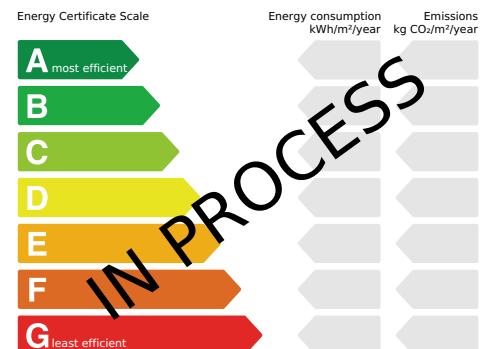 Energy Certificate Scale
Energy consumption
kWh/m²/year
Emissions
kg CO₂/m²/year
A most efficient
B
C
D
E
F
G least efficient
IN PROCESS